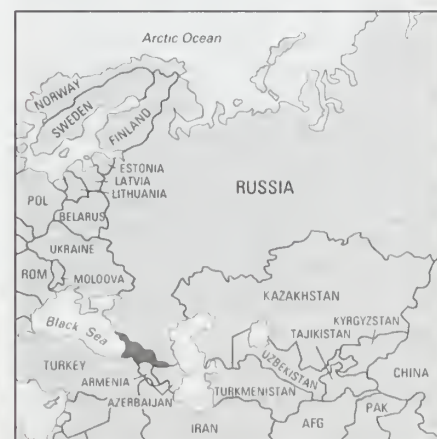 Arctic Ocean
NORWAY
SWEDEN
FINLAND
ESTONIA
LATVIA
LITHUANIA
RUSSIA
POL
BELARUS
UKRAINE
ROM
MOLOOVA
KAZAKHSTAN
Black Sea
KYRGYZSTAN
TAJIKISTAN
UZBEKISTAN
TURKEY
CHINA
ARMENIA
TURKMENISTAN
AZERBAIJAN
PAK
IRAN
AFG